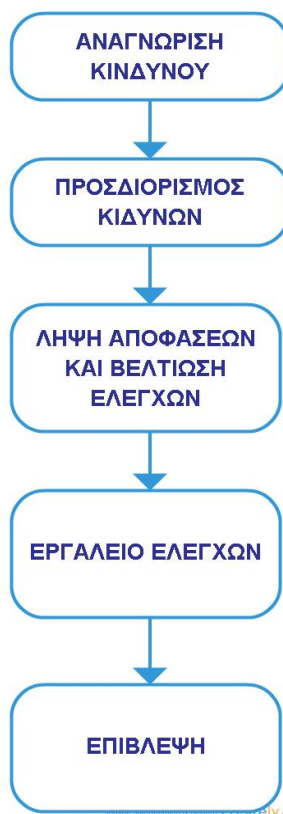 ΑΝΑΓΝΩΡΙΣΗ
ΚΙΝΔΥΝΟΥ
ΠΡΟΣΔΙΟΡΙΣΜΟΣ
ΚΙΔΥΝΩΝ
ΛΗΨΗ ΑΠΟΦΑΣΕΩΝ
ΚΑΙ ΒΕΛΤΙΩΣΗ
ΕΛΕΓΧΩΝ
ΕΡΓΑΛΕΙΟ ΕΛΕΓΧΩΝ
ΕΠΙΒΛΕΨΗ